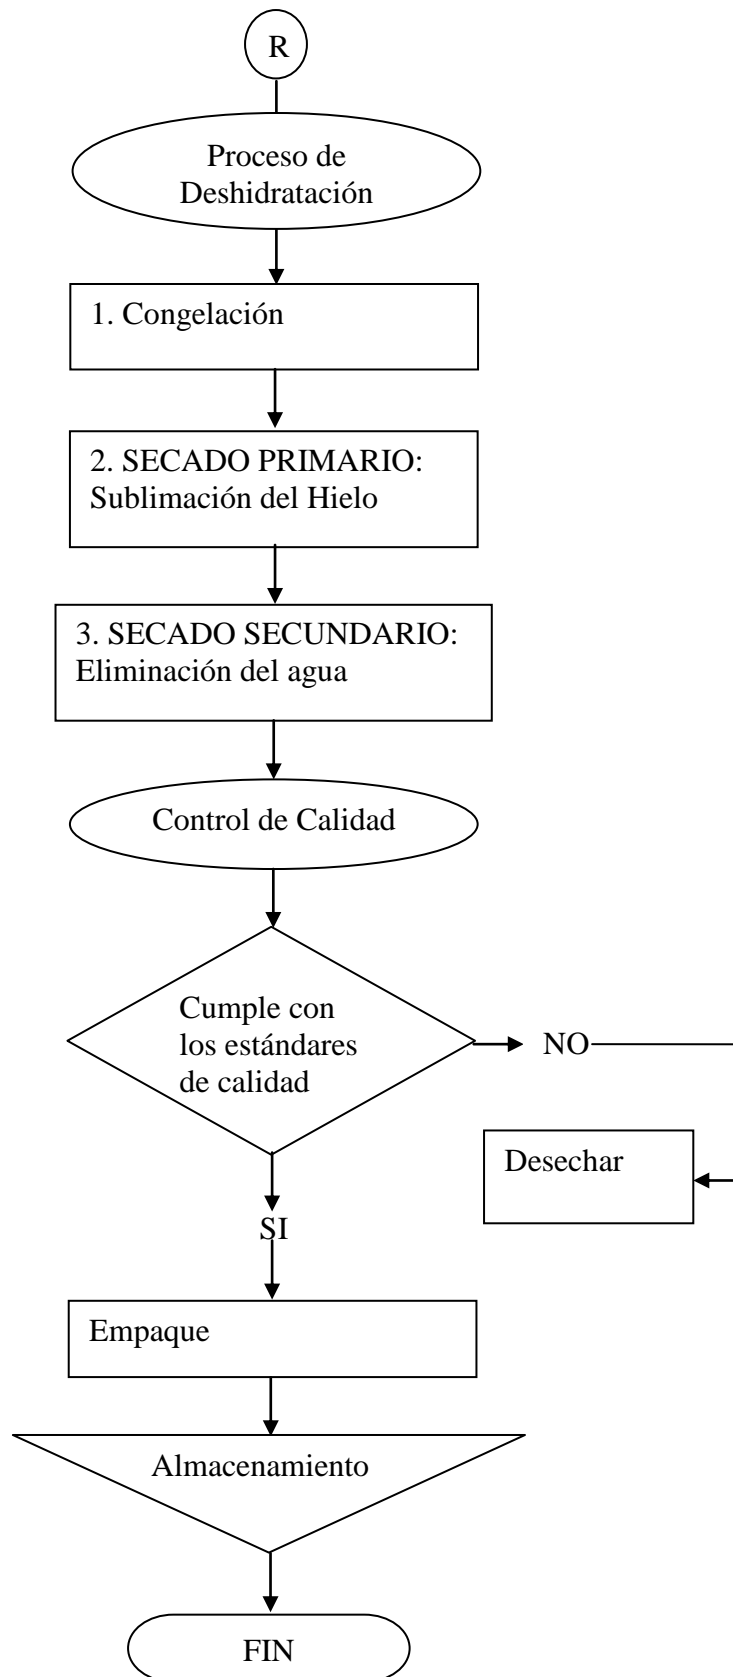 R
Proceso de
Deshidratación
1. Congelación
2. SECADO PRIMARIO:
Sublimación del Hielo
3. SECADO SECUNDARIO:
Eliminación del agua
Control de Calidad
Cumple con
los estándares
de calidad
NO
Desechar
SI
Empaque
Almacenamiento
FIN